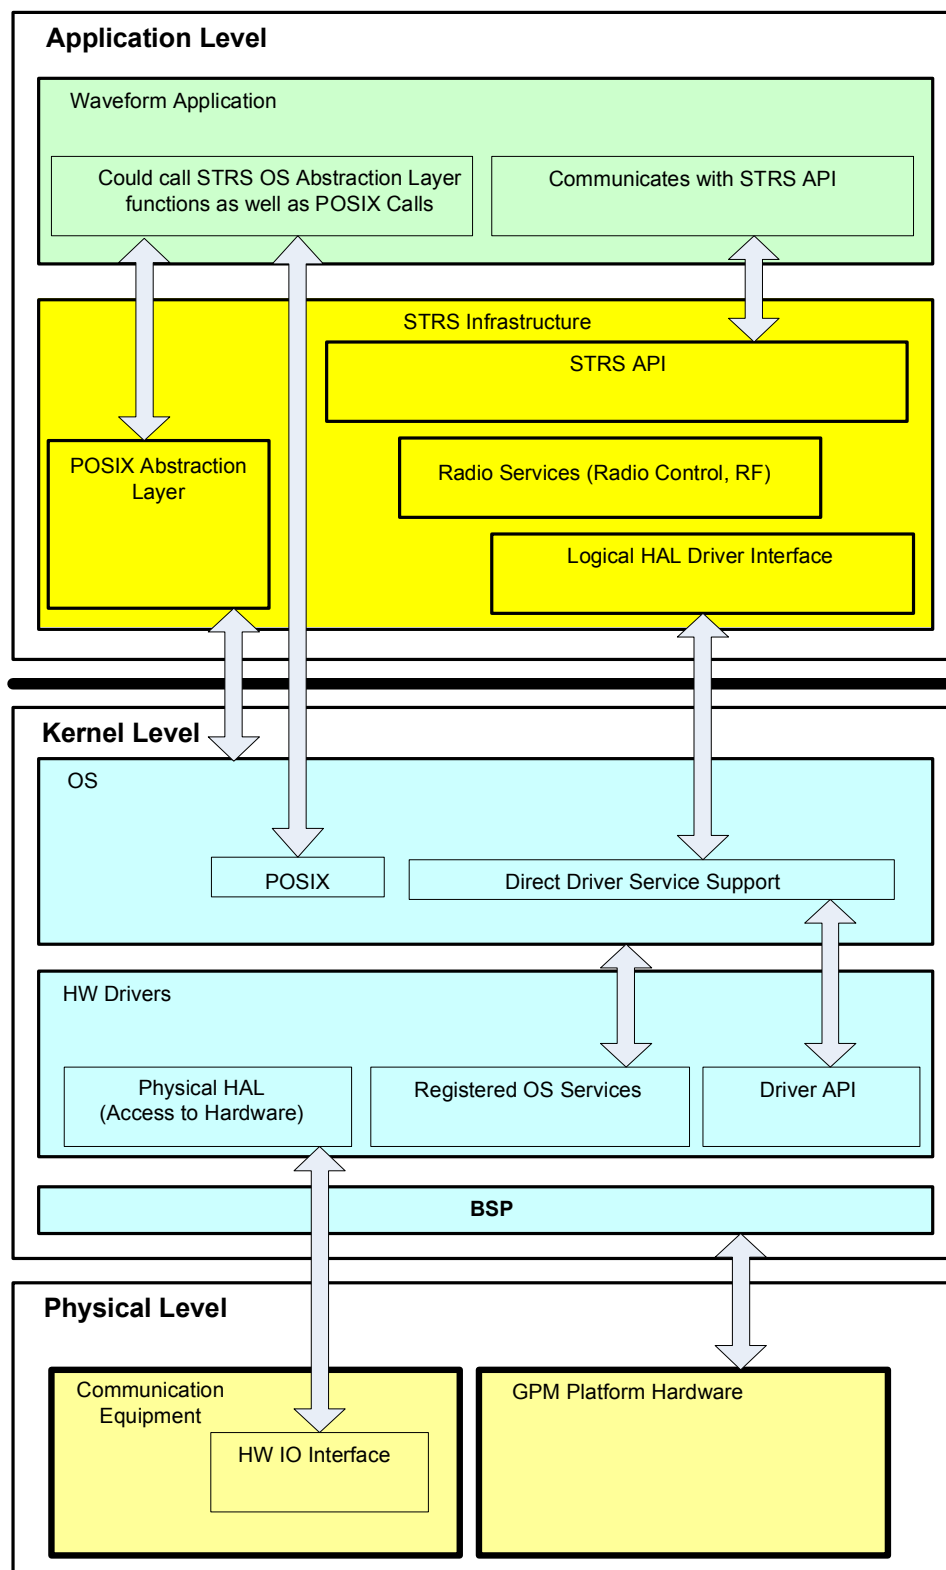 Application Level
Waveform Application
Could call STRS OS Abstraction Layer
functions as well as POSIX Calls
Communicates with STRS API
STRS Infrastructure
STRS API
POSIX Abstraction
Layer
Radio Services (Radio Control, RF)
Logical HAL Driver Interface
Kernel Level
OS
POSIX
Direct Driver Service Support
HW Drivers
Physical HAL
(Access to Hardware)
Registered OS Services
Driver API
BSP
Physical Level
Communication
Equipment
HW IO Interface
GPM Platform Hardware